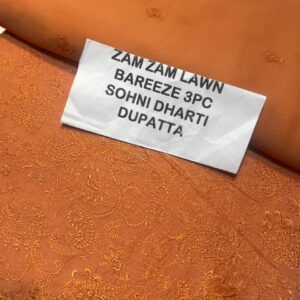 ZAM ZAM LAWN
BAREEZE 3PC
SOHNI DHARTI
DUPATTA